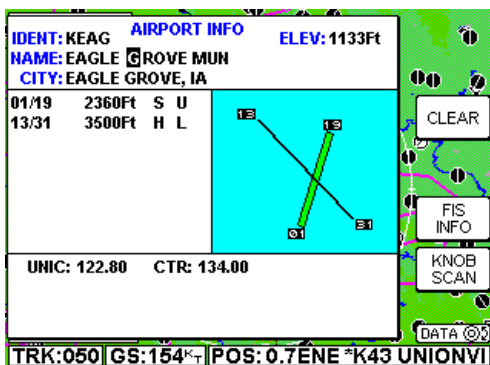 AIRPORT INFO
IDENT: KEAG ELEV: 1133Ft
NAME: EAGLE GROVE MUN
CITY: EAGLE GROVE, IA
01/19 2360Ft S U
13/31 3500Ft H L
13
19
01
31
UNIC: 122.80 CTR: 134.00
CLEAR
FIS
INFO
KNOB
SCAN
DATA
TRK:050 GS:154KT POS: 0.7ENE *K43 UNIONVI